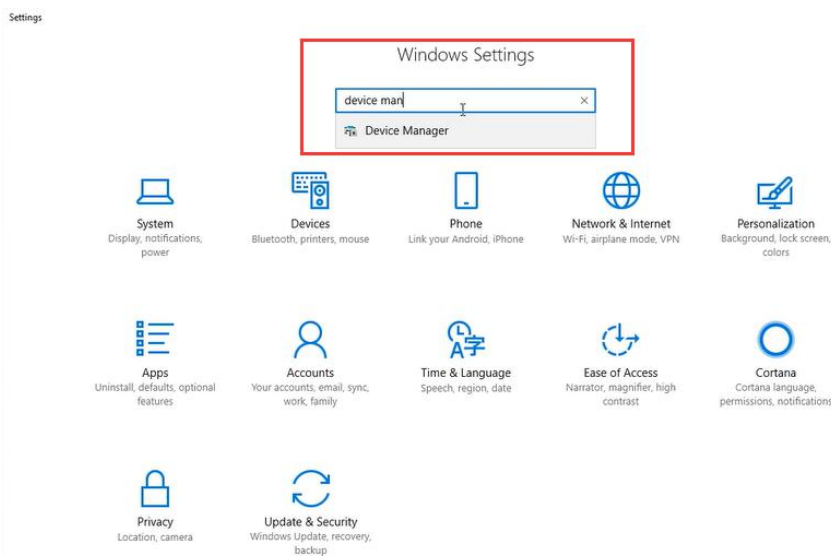 Settings
Windows Settings
device man
Device Manager
System
Display, notifications,
power
Devices
Bluetooth, printers, mouse
Phone
Link your Android, iPhone
Network & Internet
Wi-Fi, airplane mode, VPN
Personalization
Background, lock screen,
colors
Apps
Uninstall, defaults, optional
features
Accounts
Your accounts, email, sync,
work, family
Time & Language
Speech, region, date
Ease of Access
Narrator, magnifier, high
contrast
Cortana
Cortana language,
permissions, notifications
Privacy
Location, camera
Update & Security
Windows Update, recovery,
backup